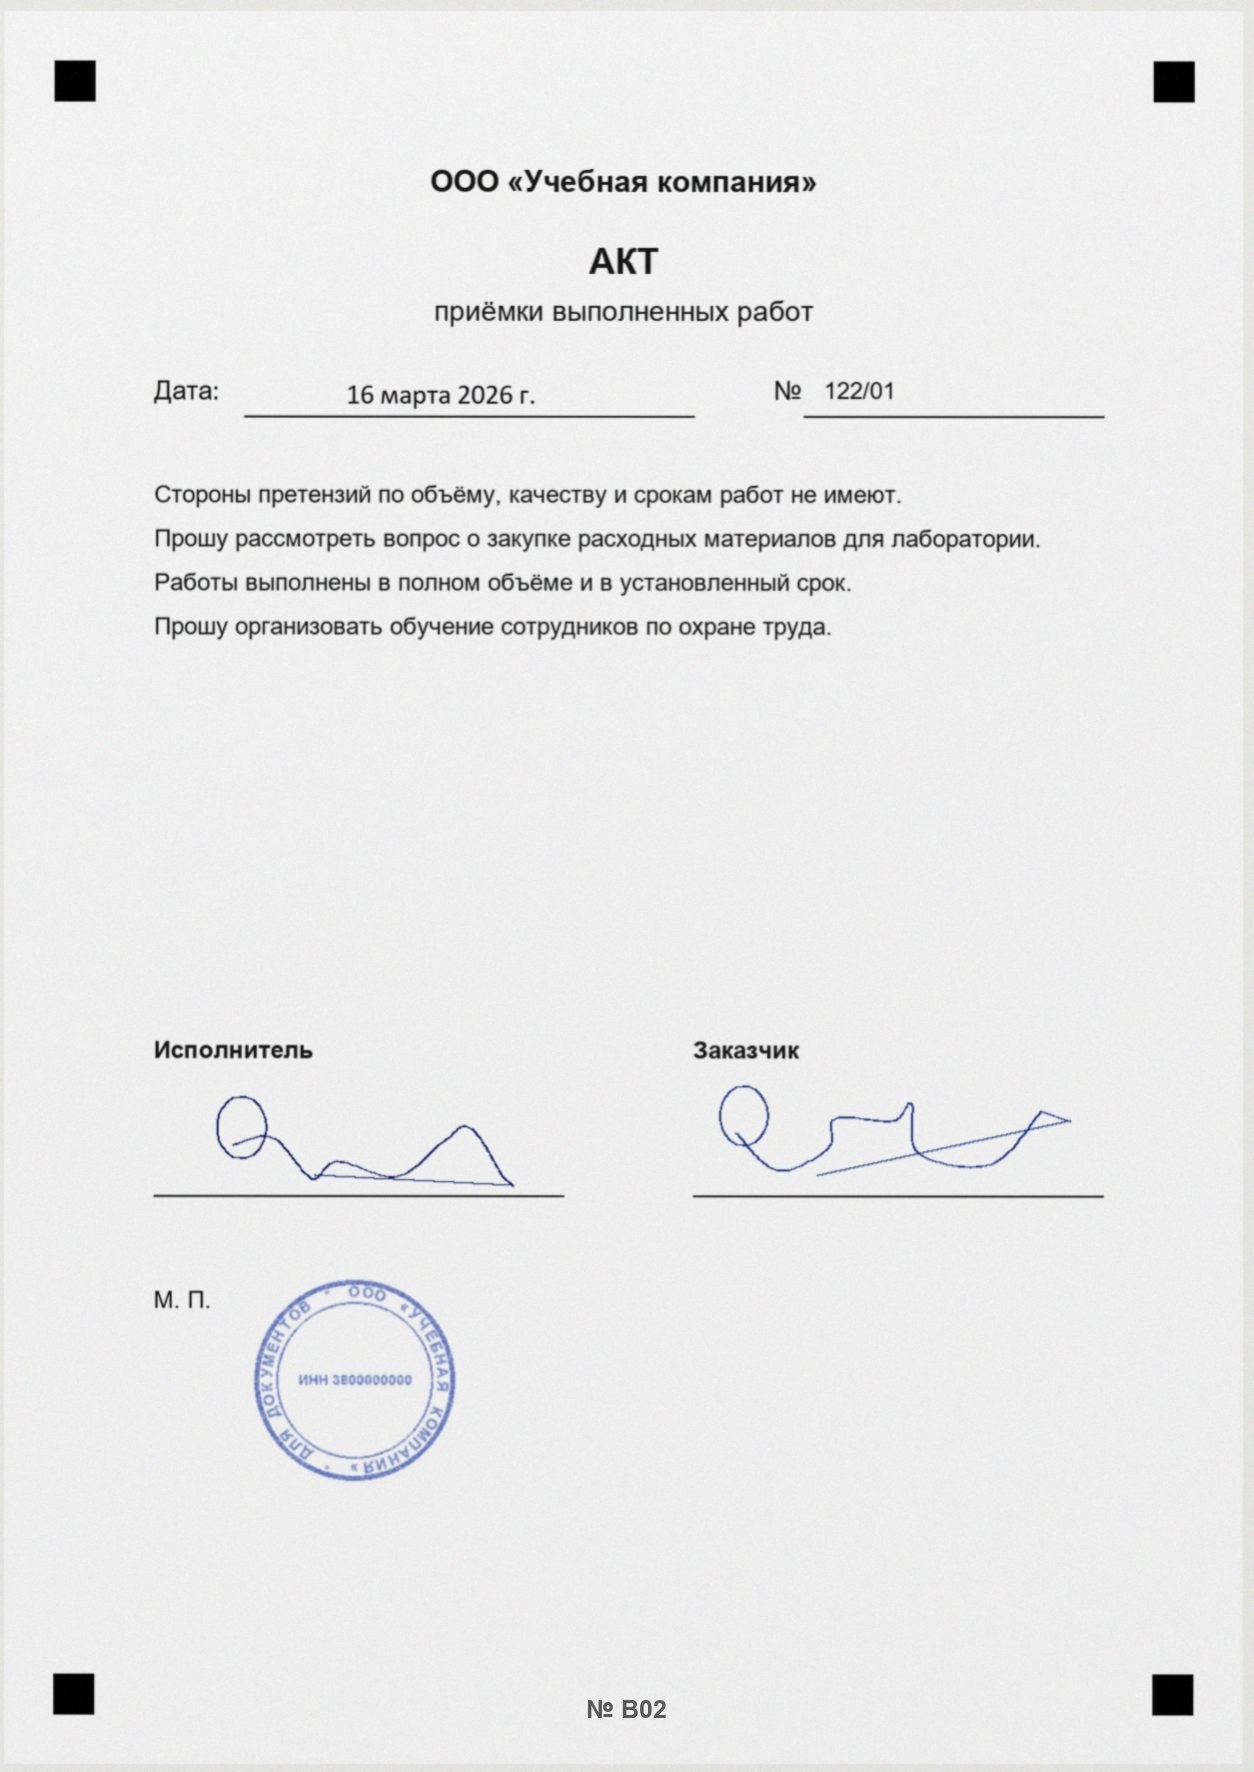 ООО «Учебная компания»
АКТ
приёмки выполненных работ
Дата: 16 марта 2026 г. № 122/01
Стороны претензий по объёму, качеству и срокам работ не имеют.
Прошу рассмотреть вопрос о закупке расходных материалов для лаборатории.
Работы выполнены в полном объёме и в установленный срок.
Прошу организовать обучение сотрудников по охране труда.
Исполнитель Заказчик
М. П.
ООО «УЧЕБНАЯ КОМПАНИЯ» * ДЛЯ ДОКУМЕНТОВ *
ИНН 3800000000
№ B02